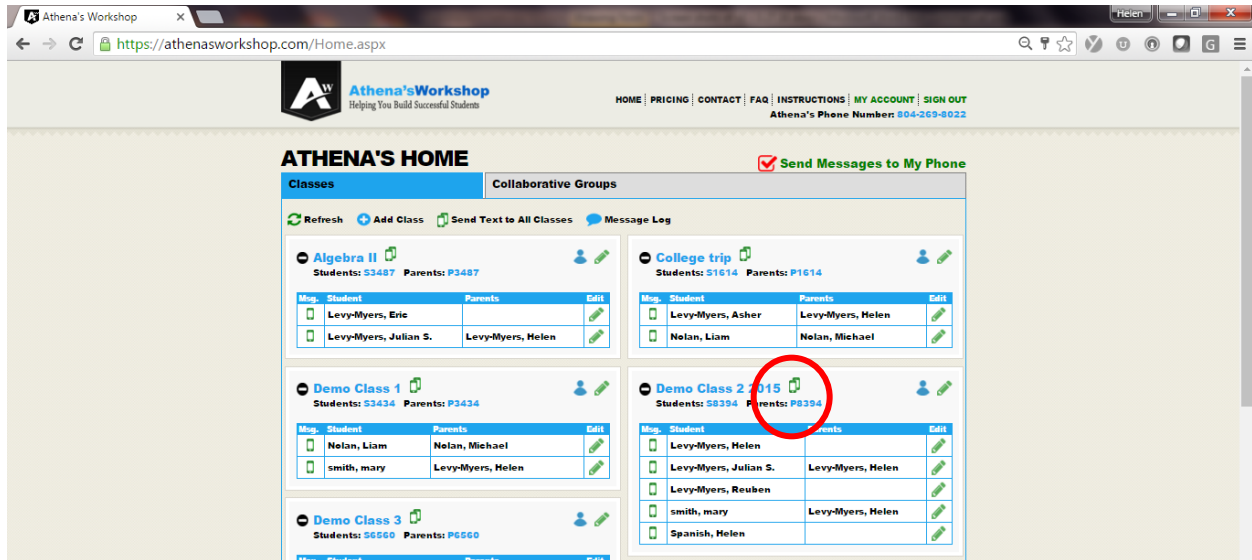 Athena's Workshop
Helen
https://athenasworkshop.com/Home.aspx
AW
Athena'sWorkshop
Helping You Build Successful Students
HOME PRICING CONTACT FAQ INSTRUCTIONS MY ACCOUNT SIGN OUT
Athena's Phone Number: 804-269-8022
ATHENA'S HOME
Send Messages to My Phone
Classes Collaborative Groups
Refresh Add Class Send Text to All Classes Message Log
Algebra II
Students: S3487 Parents: P3487
Msg. Student Parents Edit
Levy-Myers, Eric
Levy-Myers, Julian S. Levy-Myers, Helen
College trip
Students: S1614 Parents: P1614
Msg. Student Parents Edit
Levy-Myers, Asher Levy-Myers, Helen
Nolan, Liam Nolan, Michael
Demo Class 1
Students: S3434 Parents: P3434
Msg. Student Parents Edit
Nolan, Liam Nolan, Michael
smith, mary Levy-Myers, Helen
Demo Class 2 2015
Students: S8394 Parents: P8394
Msg. Student Parents Edit
Levy-Myers, Helen
Levy-Myers, Julian S. Levy-Myers, Helen
Levy-Myers, Reuben
smith, mary Levy-Myers, Helen
Spanish, Helen
Demo Class 3
Students: S6560 Parents: P6560
Msg. Student Parents Edit